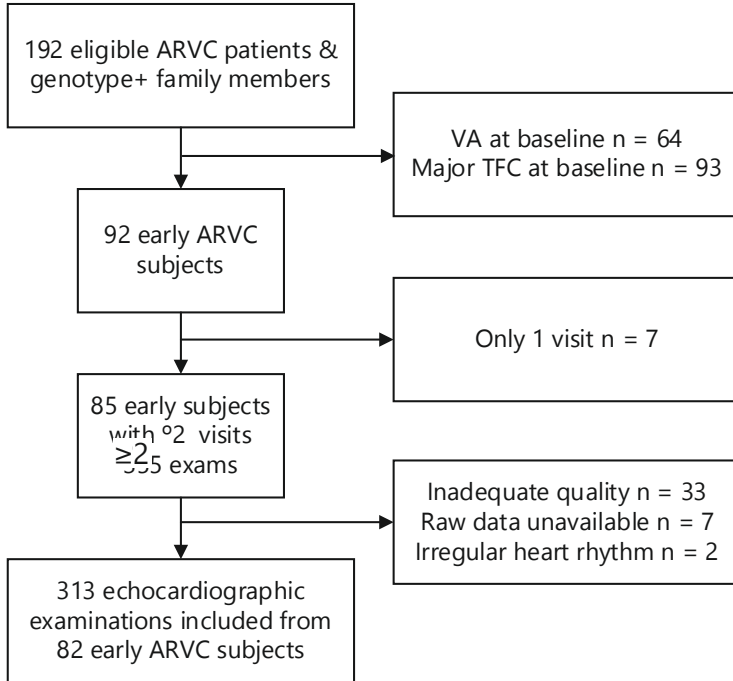 192 eligible ARVC patients &
genotype+ family members
VA at baseline n = 64
Major TFC at baseline n = 93
92 early ARVC
subjects
Only 1 visit n = 7
85 early subjects
with º2 visits
≥2
exams
Inadequate quality n = 33
Raw data unavailable n = 7
Irregular heart rhythm n = 2
313 echocardiographic
examinations included from
82 early ARVC subjects